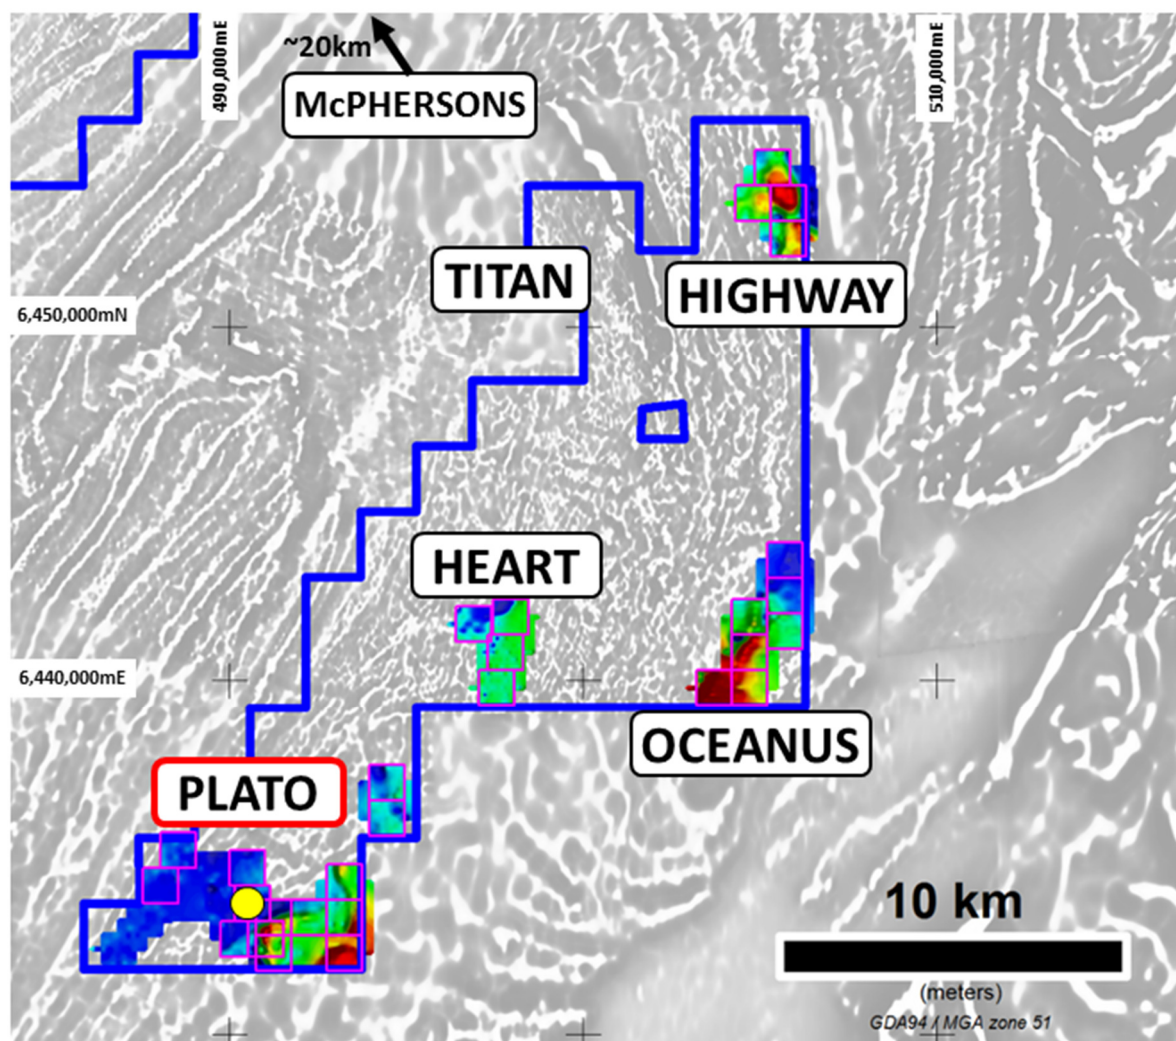 490,000mE
~20km
McPHERSONS
510,000mE
TITAN
HIGHWAY
6,450,000mN
HEART
6,440,000mE
OCEANUS
PLATO
10 km
(meters)
GDA94 / MGA zone 51